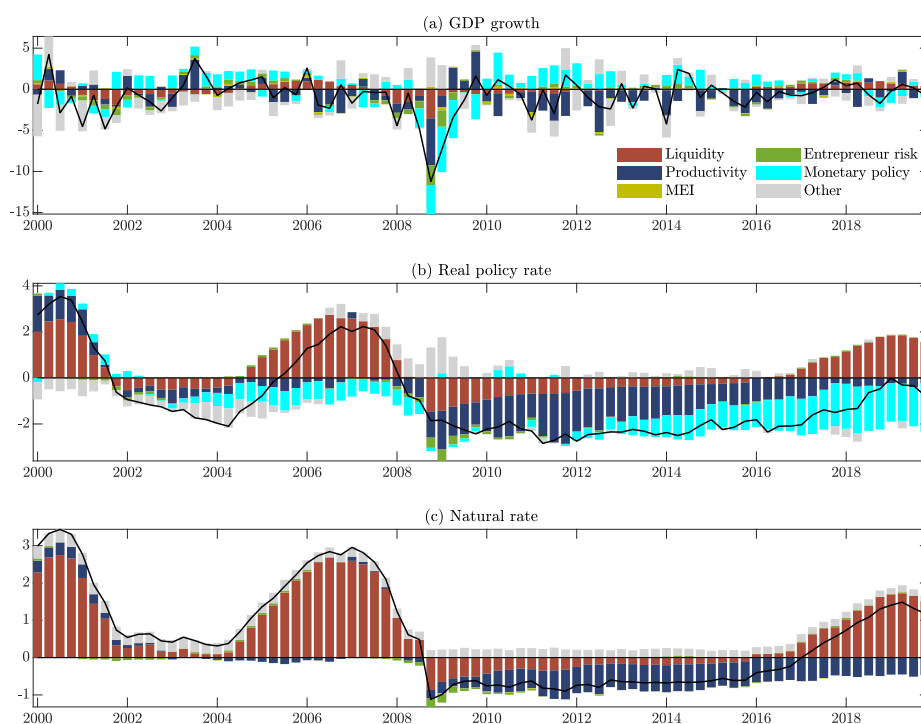 (a) GDP growth
5
0
-5
-10
-15
Liquidity
Productivity
MEI
Entrepreneur risk
Monetary policy
Other
2000 2002 2004 2006 2008 2010 2012 2014 2016 2018
(b) Real policy rate
4
2
0
-2
2000 2002 2004 2006 2008 2010 2012 2014 2016 2018
(c) Natural rate
3
2
1
0
-1
2000 2002 2004 2006 2008 2010 2012 2014 2016 2018